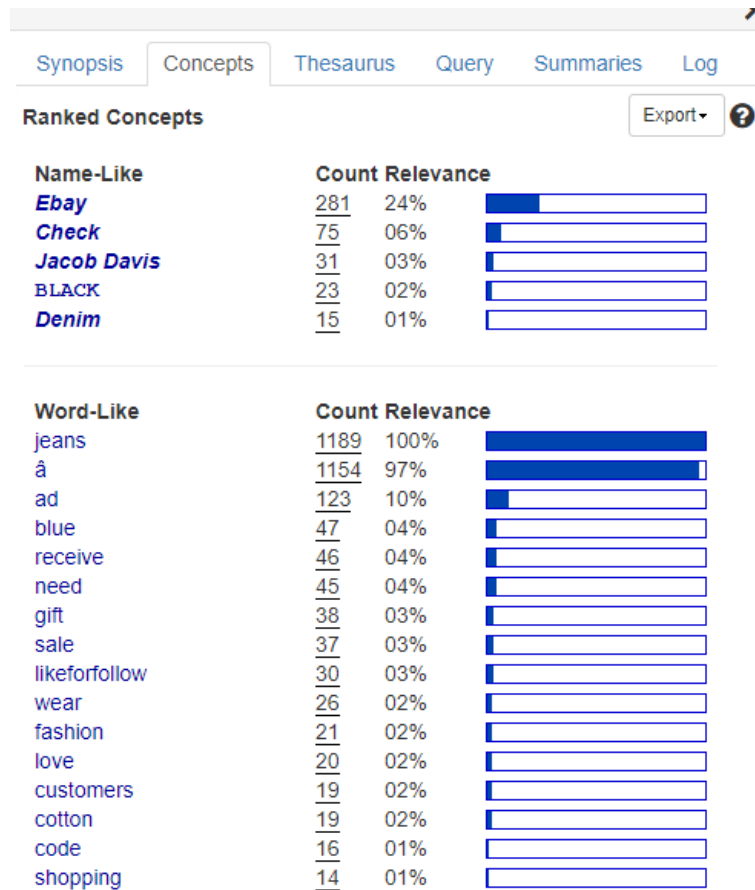 Synopsis Concepts Thesaurus Query Summaries Log
Ranked Concepts Export
Name-Like Count Relevance
Ebay 281 24%
Check 75 06%
Jacob Davis 31 03%
BLACK 23 02%
Denim 15 01%
Word-Like Count Relevance
jeans 1189 100%
â 1154 97%
ad 123 10%
blue 47 04%
receive 46 04%
need 45 04%
gift 38 03%
sale 37 03%
likeforfollow 30 03%
wear 26 02%
fashion 21 02%
love 20 02%
customers 19 02%
cotton 19 02%
code 16 01%
shopping 14 01%